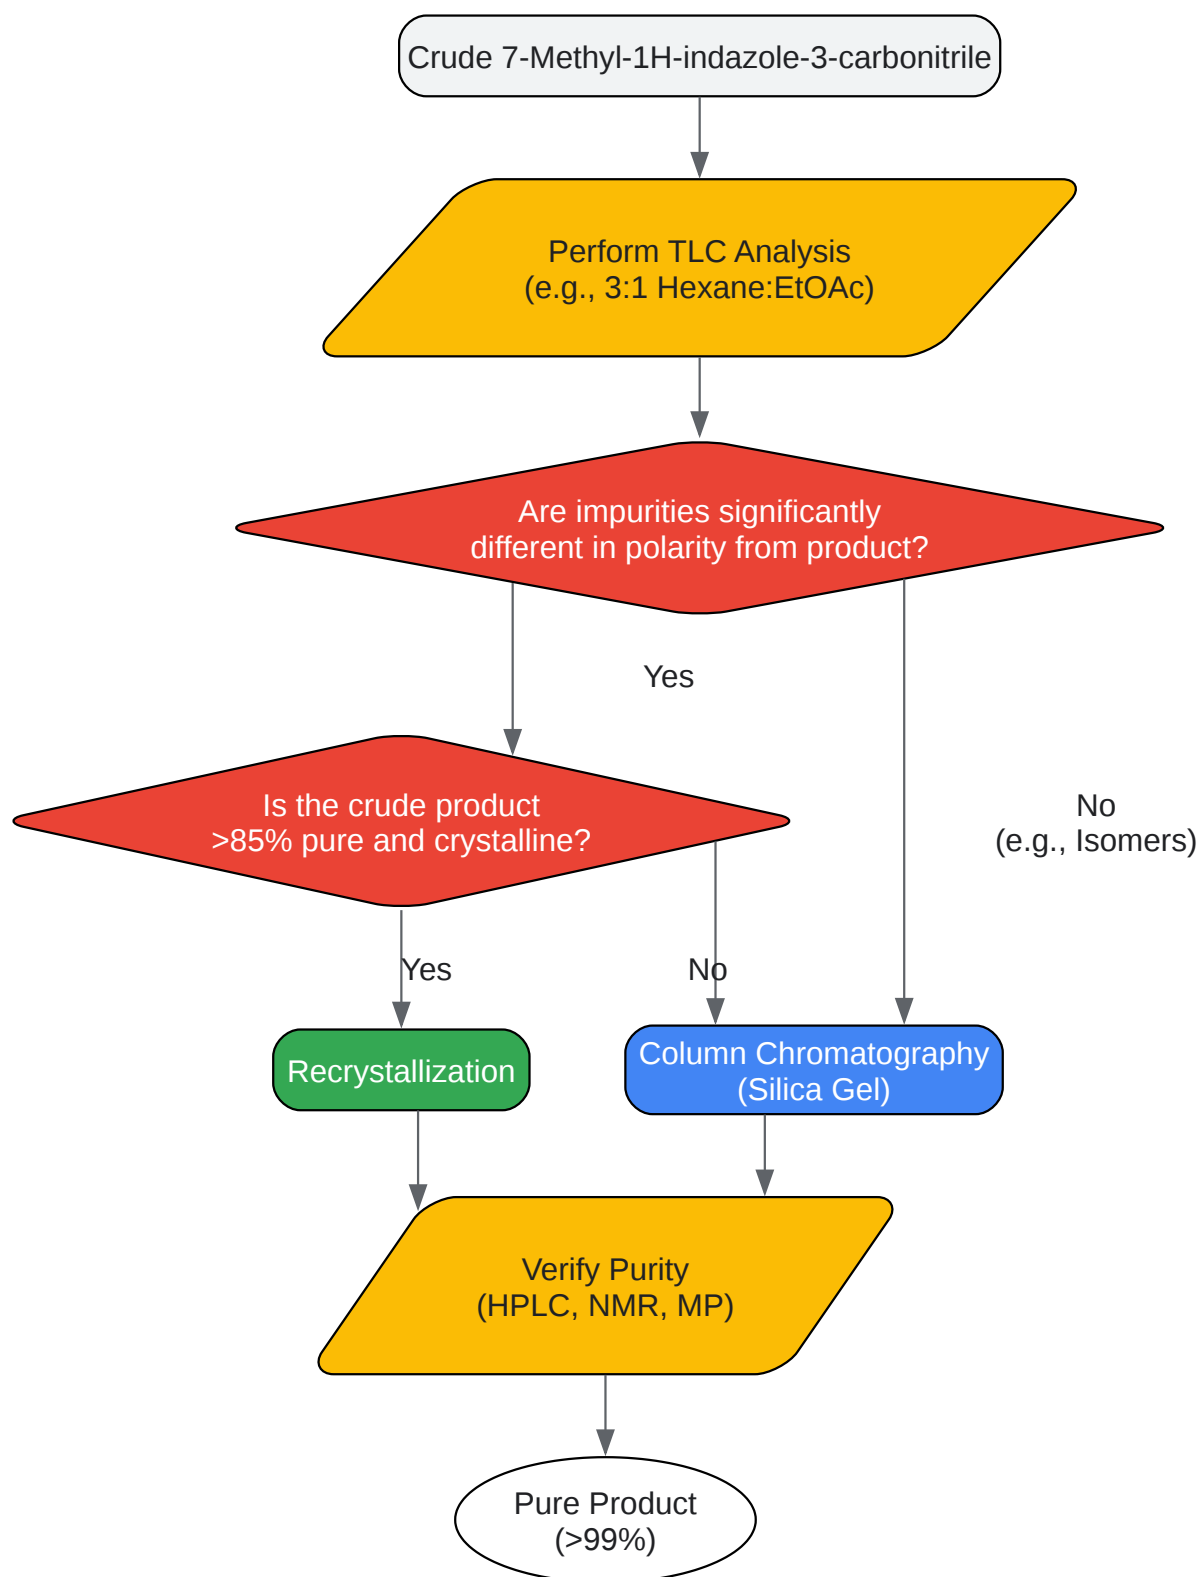 Crude 7-Methyl-1H-indazole-3-carbonitrile
Perform TLC Analysis
(e.g., 3:1 Hexane:EtOAc)
Are impurities significantly
different in polarity from product?
Yes
Is the crude product
>85% pure and crystalline?
No
(e.g., Isomers)
Yes
No
Recrystallization
Column Chromatography
(Silica Gel)
Verify Purity
(HPLC, NMR, MP)
Pure Product
(>99%)